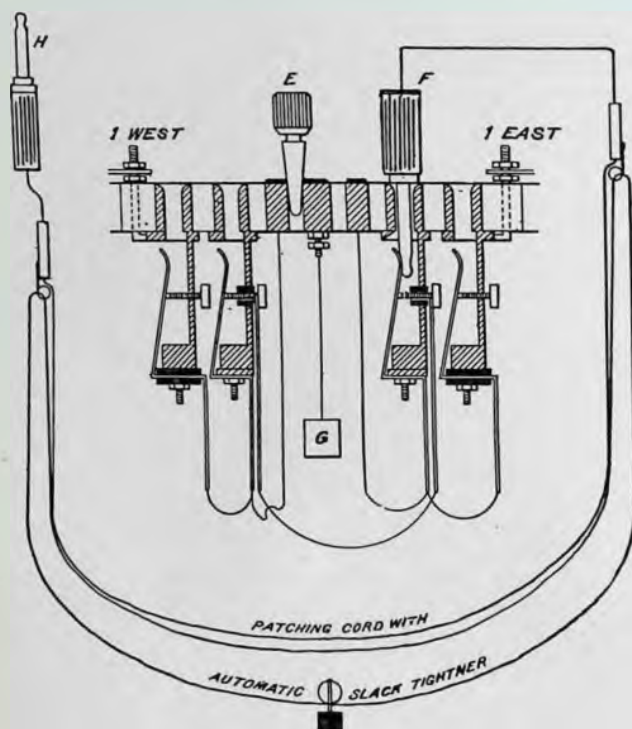 H
E
F
1 WEST
1 EAST
G
PATCHING CORD WITH
AUTOMATIC SLACK TIGHTNER